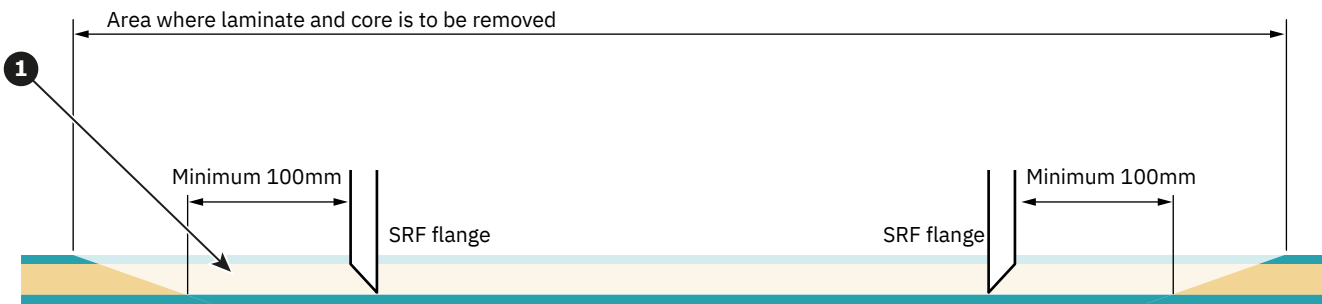 Area where laminate and core is to be removed
1
Minimum 100mm
Minimum 100mm
SRF flange
SRF flange